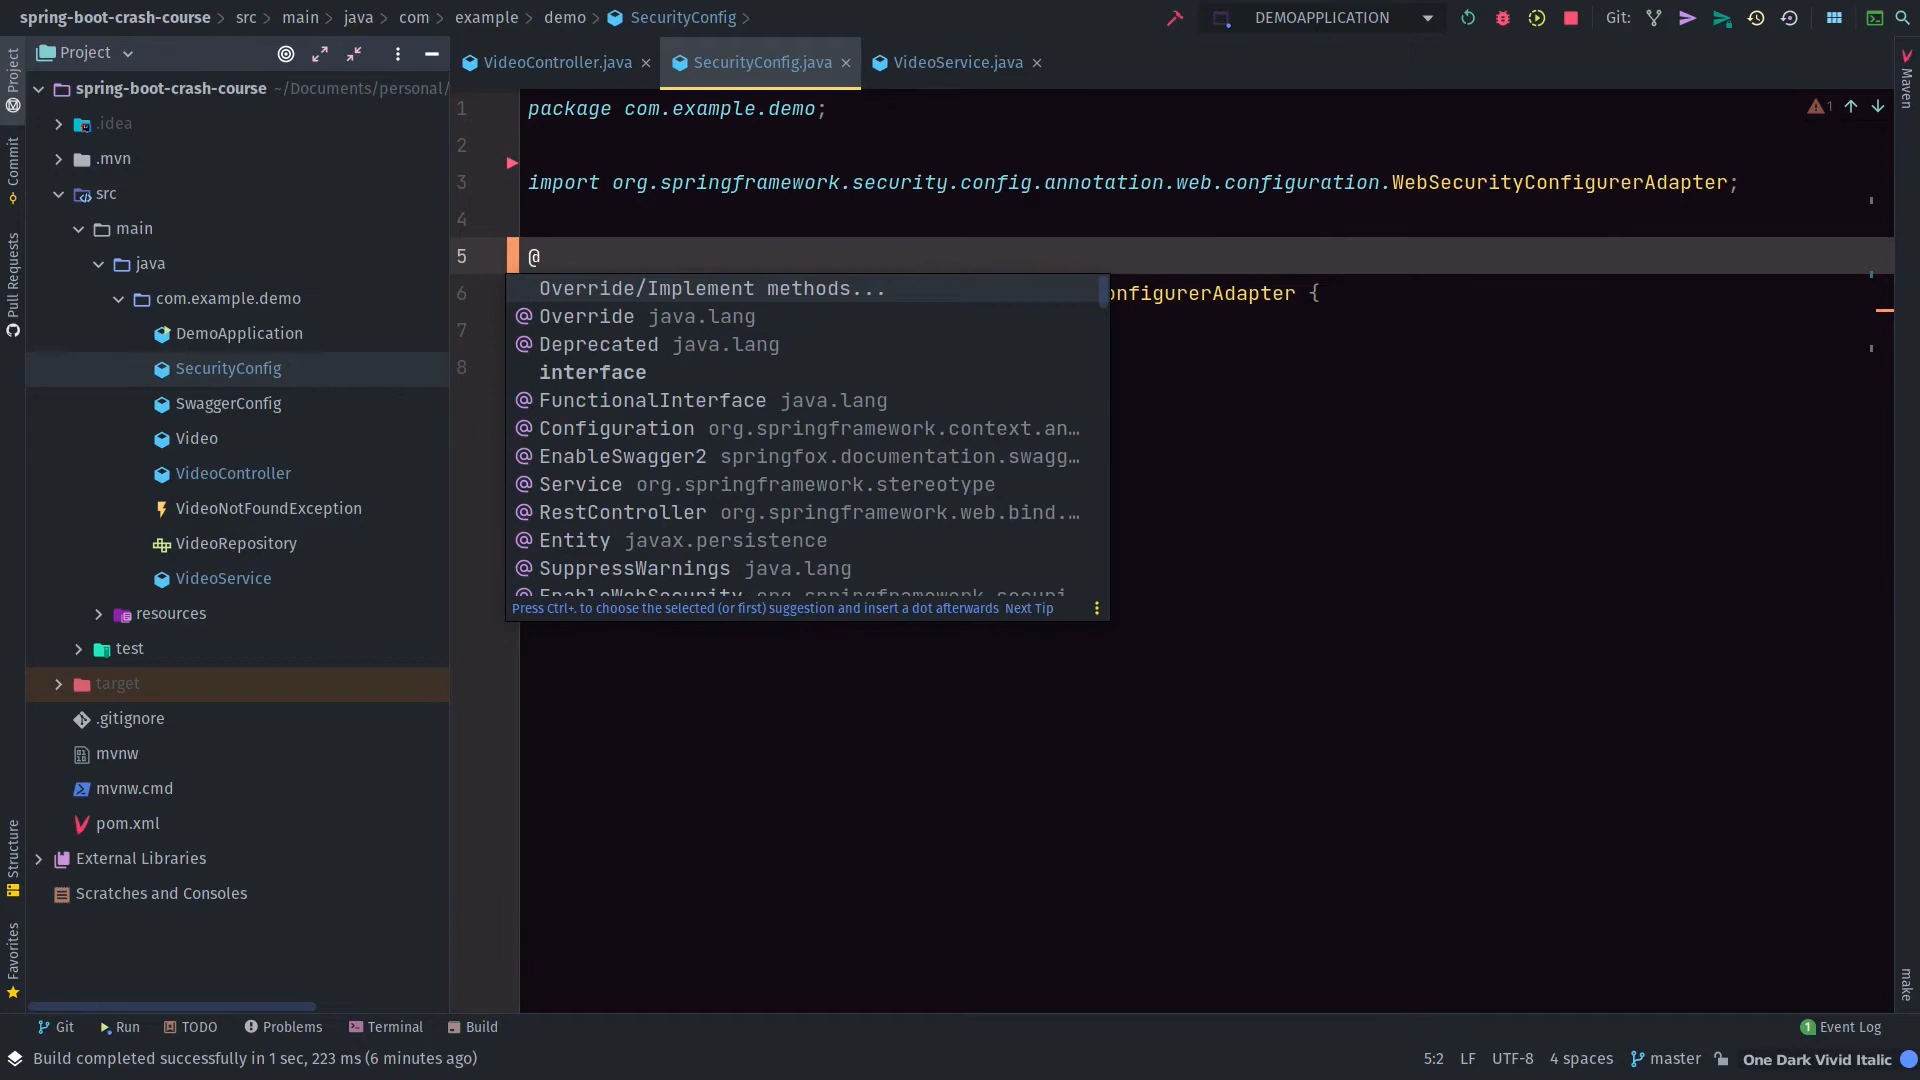 spring-boot-crash-course > src > main > java > com > example > demo > SecurityConfig >
DEMOAPPLICATION
Git:
Project
VideoController.java
SecurityConfig.java
VideoService.java
Project
Commit
Pull Requests
Structure
Favorites
Maven
make
spring-boot-crash-course ~/Documents/personal/
.idea
.mvn
src
main
java
com.example.demo
DemoApplication
SecurityConfig
SwaggerConfig
Video
VideoController
VideoNotFoundException
VideoRepository
VideoService
resources
test
target
.gitignore
mvnw
mvnw.cmd
pom.xml
External Libraries
Scratches and Consoles
1 package com.example.demo;
1
2
3 import org.springframework.security.config.annotation.web.configuration.WebSecurityConfigurerAdapter;
4
5 @
6 onfigurerAdapter {
7
8
Override/Implement methods...
@ Override java.lang
@ Deprecated java.lang
interface
@ FunctionalInterface java.lang
@ Configuration org.springframework.context.an…
@ EnableSwagger2 springfox.documentation.swagg…
@ Service org.springframework.stereotype
@ RestController org.springframework.web.bind.…
@ Entity javax.persistence
@ SuppressWarnings java.lang
@ EnableWebSecurity org.springframework.securi…
Press Ctrl+. to choose the selected (or first) suggestion and insert a dot afterwards Next Tip
Git
Run
TODO
Problems
Terminal
Build
1 Event Log
Build completed successfully in 1 sec, 223 ms (6 minutes ago)
5:2 LF UTF-8 4 spaces master One Dark Vivid Italic